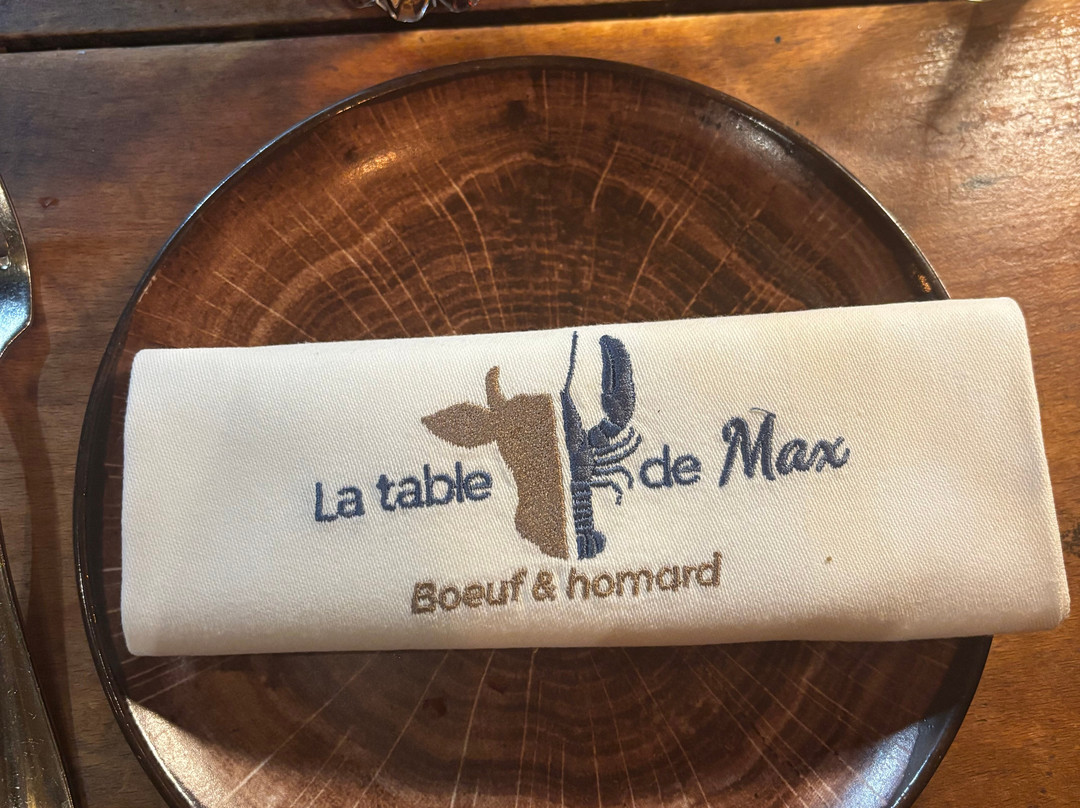 La table de Max
Boeuf & homard